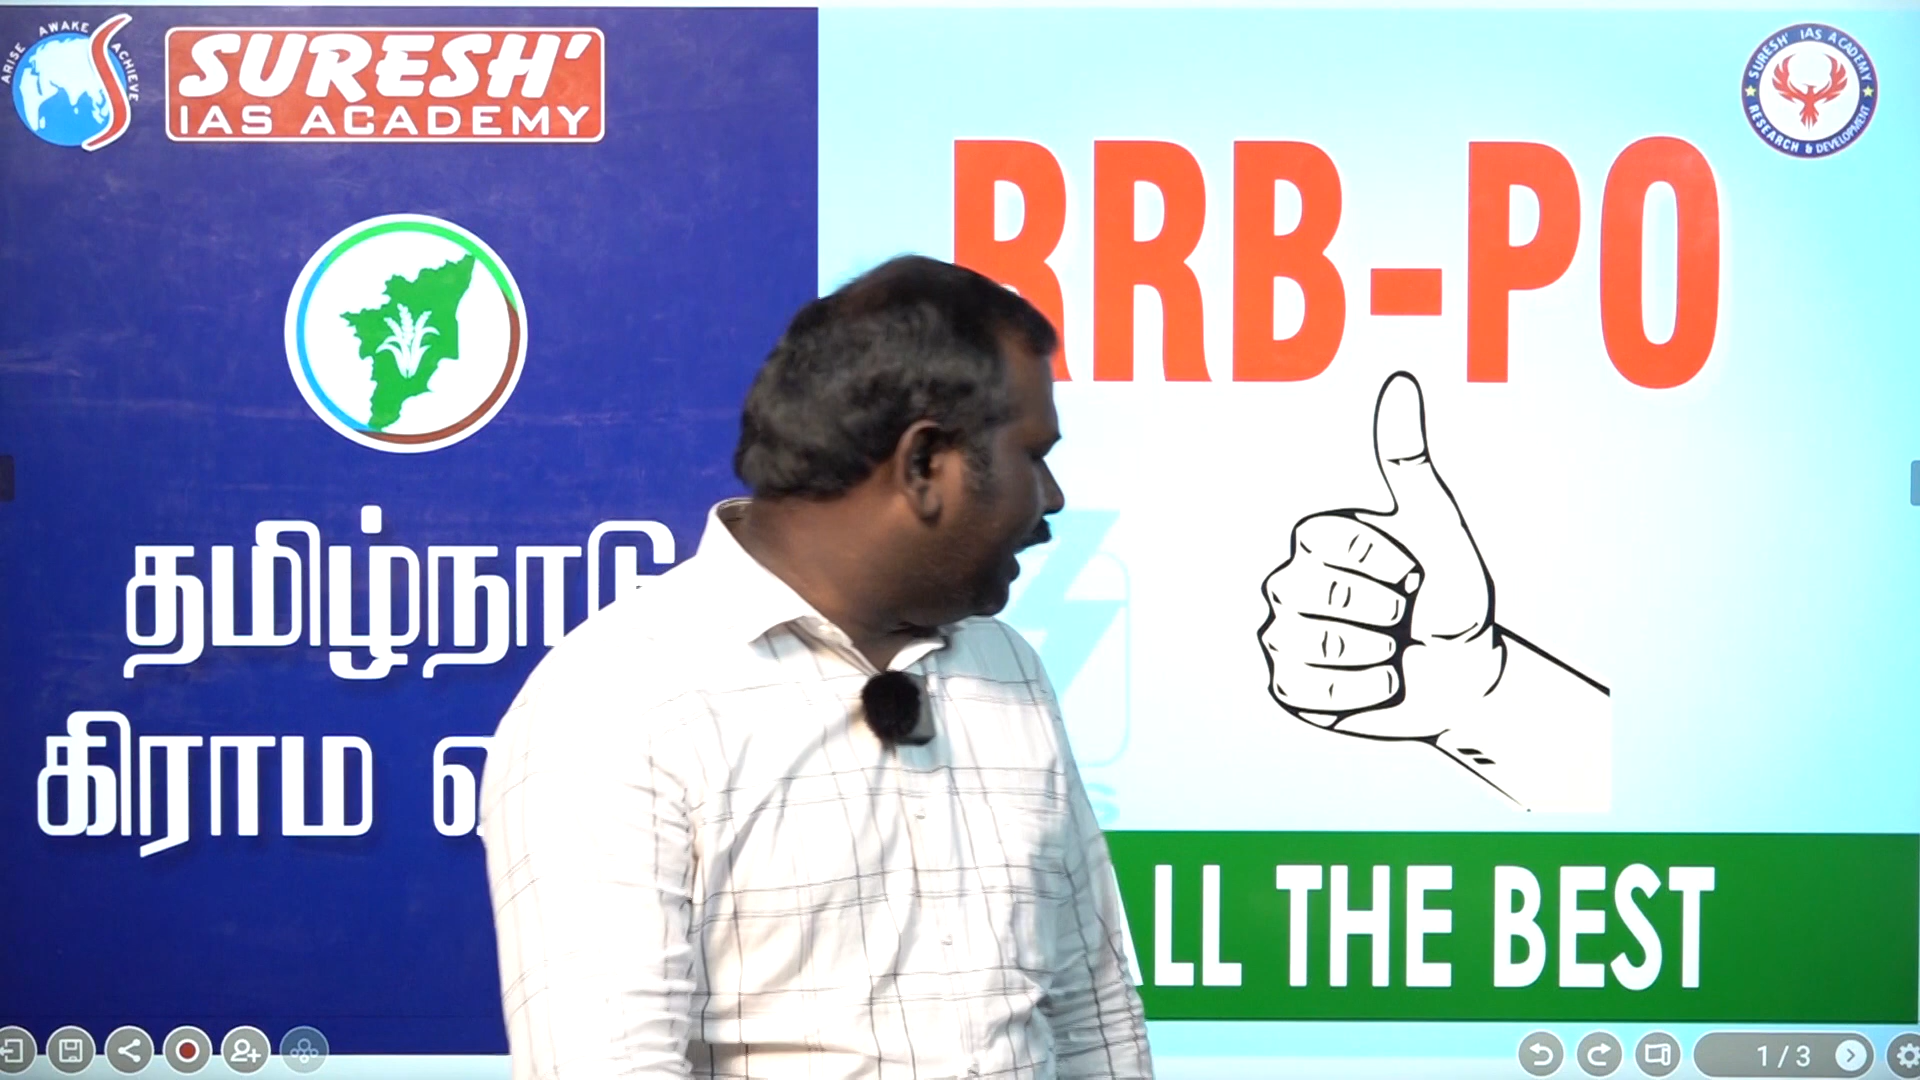 ARISE AWAKE ACHIEVE
SURESH'
IAS ACADEMY
தமிழ்நாடு
கிராம
SURESH' IAS ACADEMY
RESEARCH & DEVELOPMENT
RRB-PO
ALL THE BEST
1 / 3